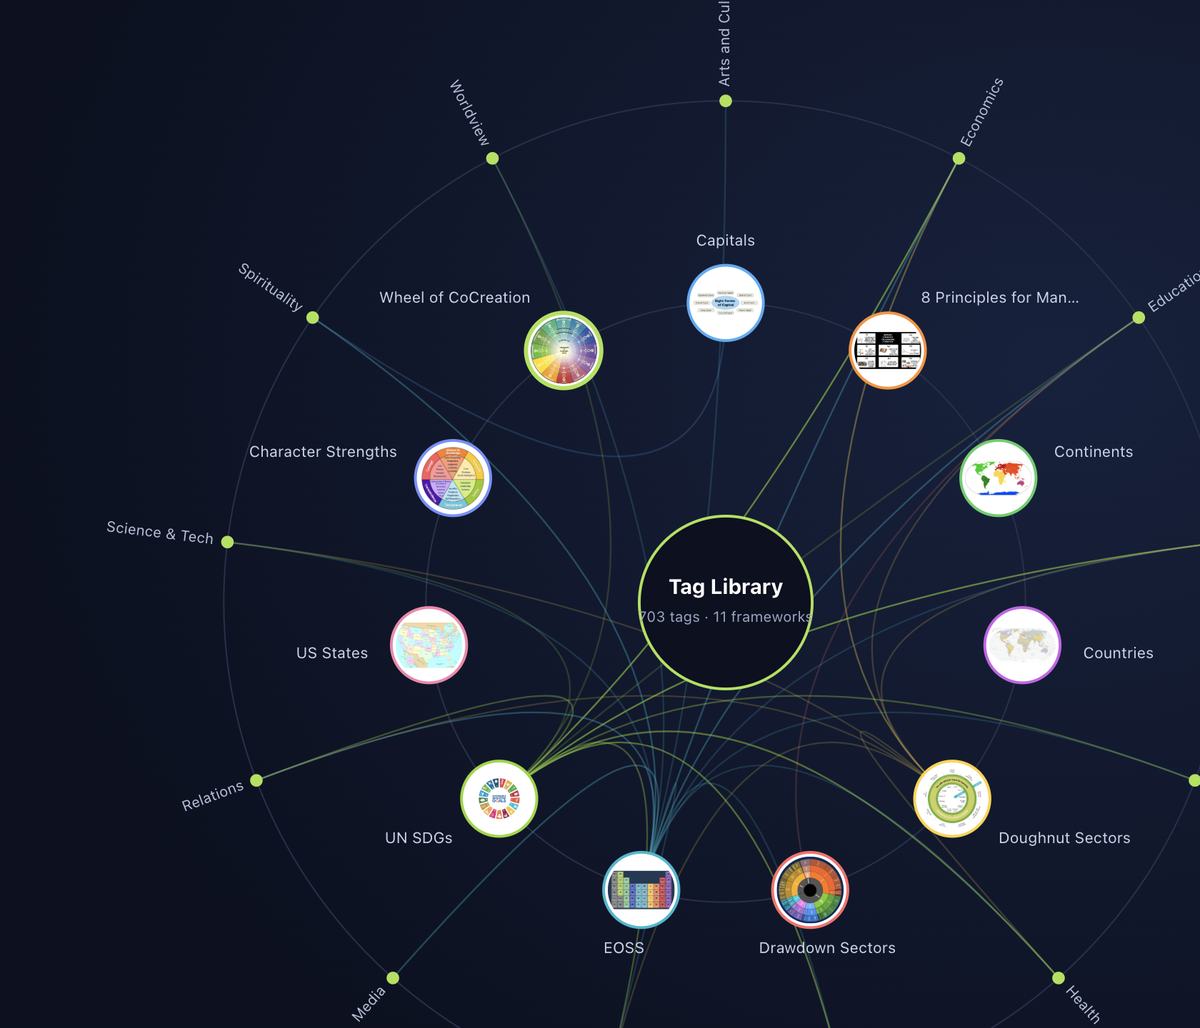 Arts and Cul
Worldview
Economics
Capitals
Spirituality
Educatio
Wheel of CoCreation
8 Principles for Man...
Character Strengths
Continents
Science & Tech
Tag Library
703 tags · 11 frameworks
US States
Countries
Relations
UN SDGs
Doughnut Sectors
EOSS
Drawdown Sectors
Media
Health